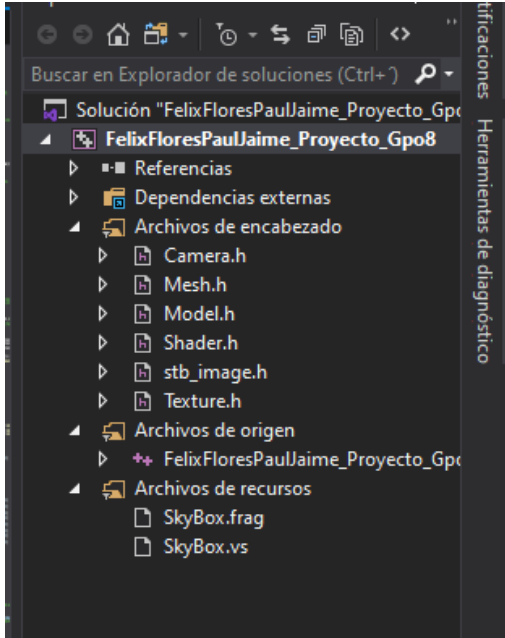 Buscar en Explorador de soluciones (Ctrl+´)
Solución "FelixFloresPaulJaime_Proyecto_Gpo
FelixFloresPaulJaime_Proyecto_Gpo8
Referencias
Dependencias externas
Archivos de encabezado
Camera.h
Mesh.h
Model.h
Shader.h
stb_image.h
Texture.h
Archivos de origen
FelixFloresPaulJaime_Proyecto_Gpo
Archivos de recursos
SkyBox.frag
SkyBox.vs
tificaciones
Herramientas de diagnóstico